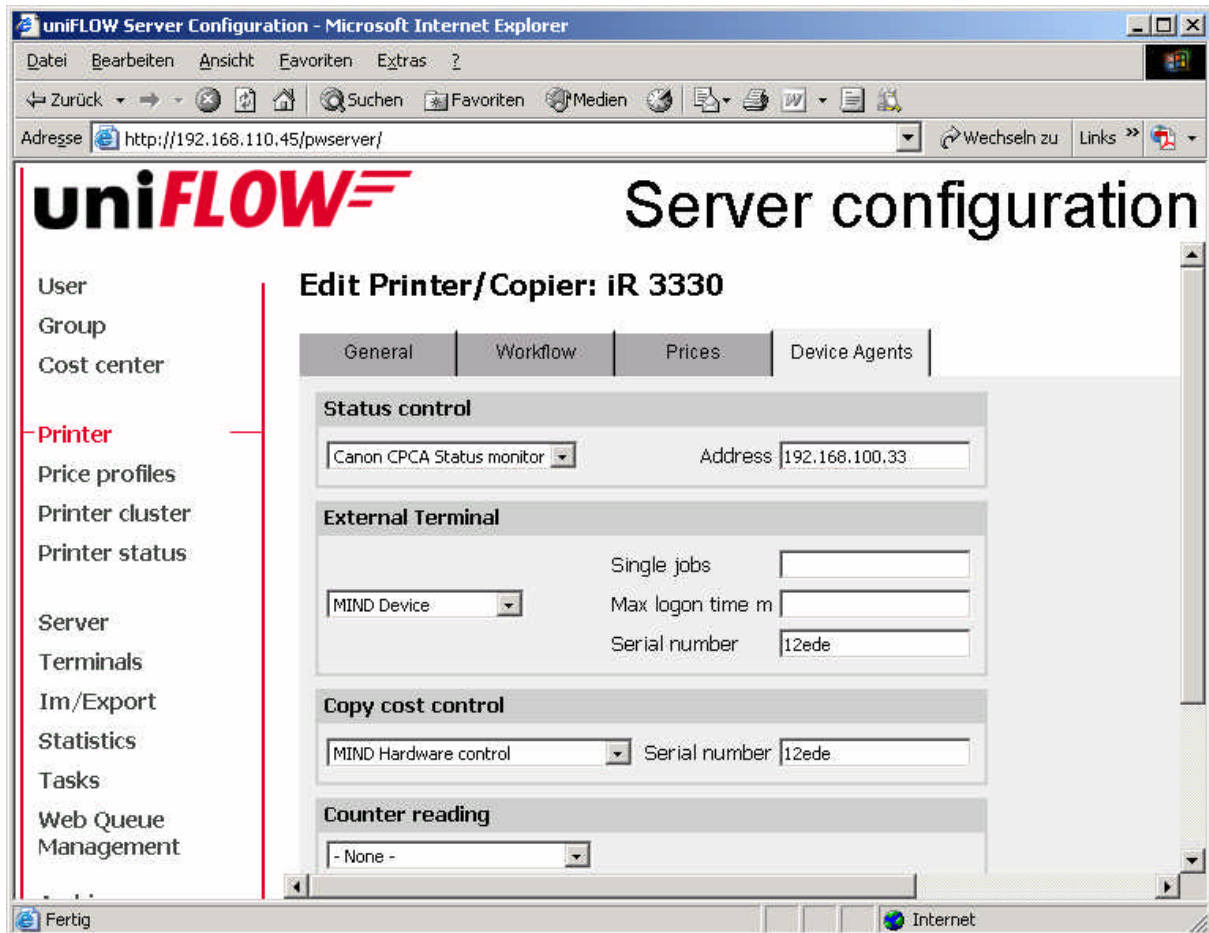 uniFLOW Server Configuration - Microsoft Internet Explorer
Datei Bearbeiten Ansicht Favoriten Extras ?
Zurück Suchen Favoriten Medien
Adresse http://192.168.110.45/pwserver/ Wechseln zu Links »
uniFLOW Server configuration
User
Group
Cost center
Printer
Price profiles
Printer cluster
Printer status
Server
Terminals
Im/Export
Statistics
Tasks
Web Queue
Management
Edit Printer/Copier: iR 3330
General Workflow Prices Device Agents
Status control
Canon CPCA Status monitor Address 192.168.100.33
External Terminal
Single jobs
MIND Device Max logon time m
Serial number 12ede
Copy cost control
MIND Hardware control Serial number 12ede
Counter reading
- None -
Fertig Internet